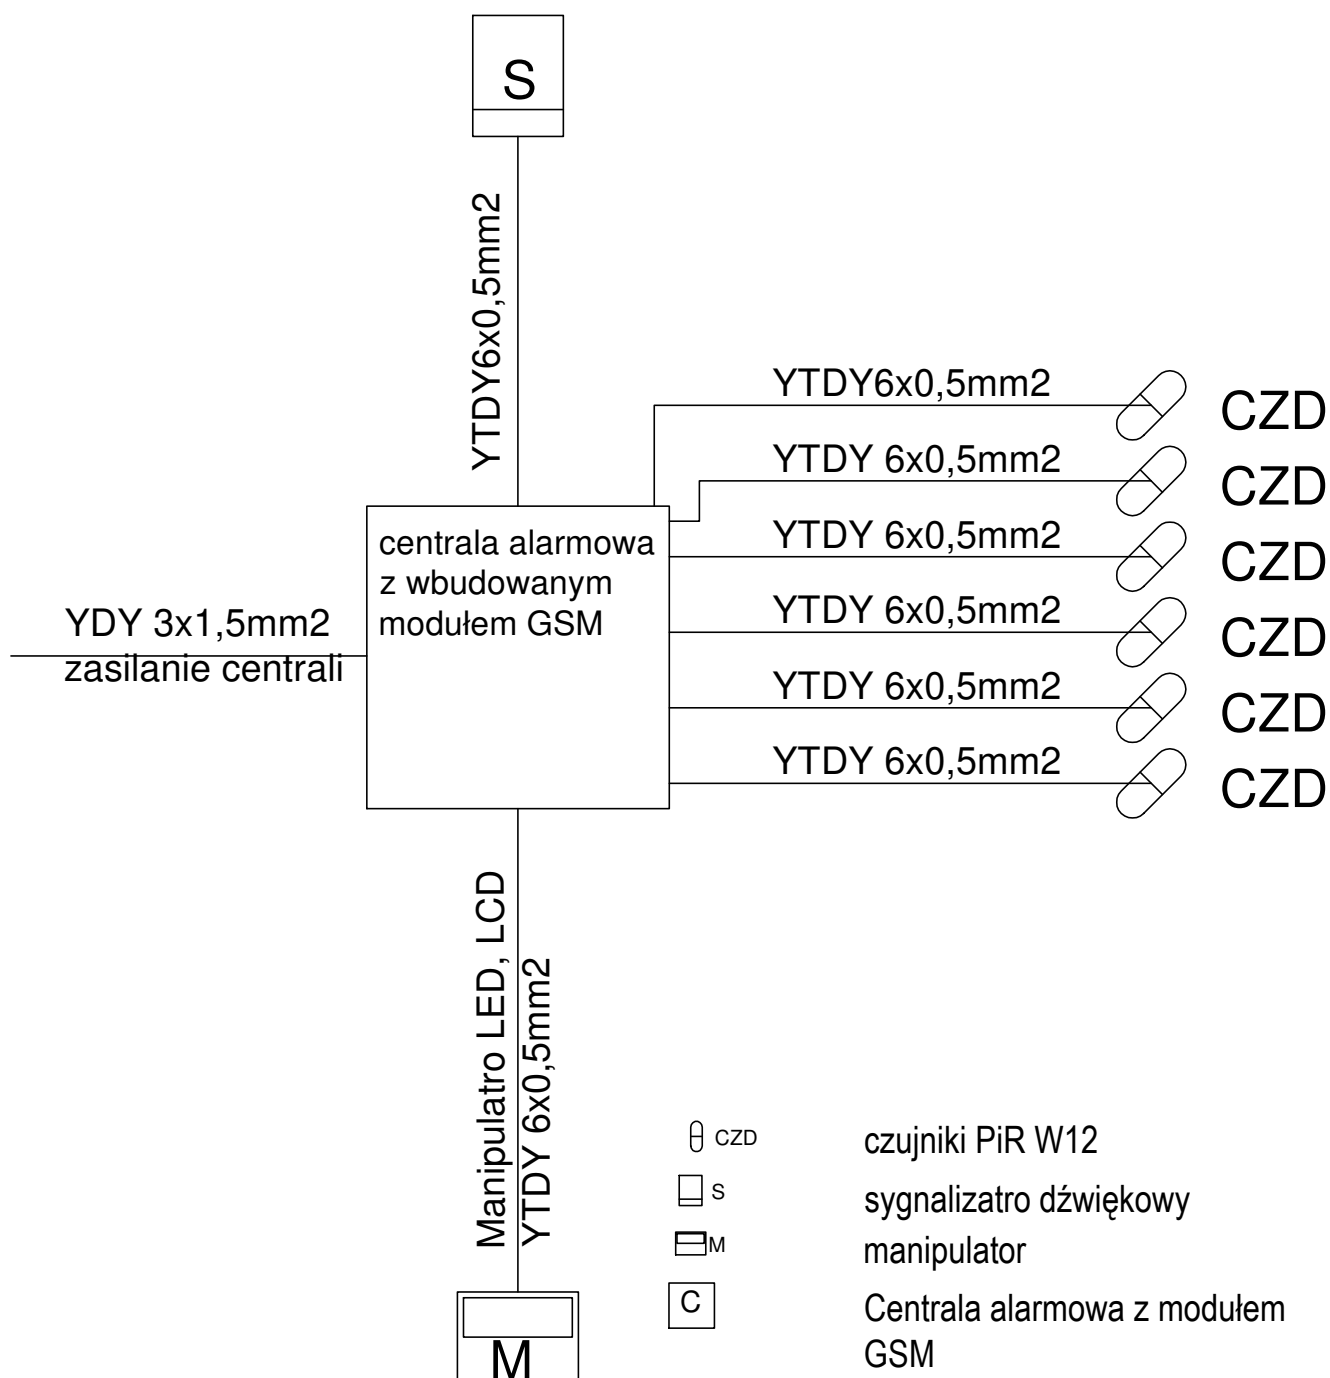 S
YTDY6x0,5mm2
YTDY6x0,5mm2
CZD
YTDY 6x0,5mm2
CZD
YTDY 6x0,5mm2
CZD
YTDY 6x0,5mm2
CZD
YTDY 6x0,5mm2
CZD
YTDY 6x0,5mm2
CZD
centrala alarmowa
z wbudowanym
modułem GSM
YDY 3x1,5mm2
zasilanie centrali
Manipulatro LED, LCD
YTDY 6x0,5mm2
M
CZD czujniki PiR W12
S sygnalizatro dźwiękowy
M manipulator
C Centrala alarmowa z modułem
GSM